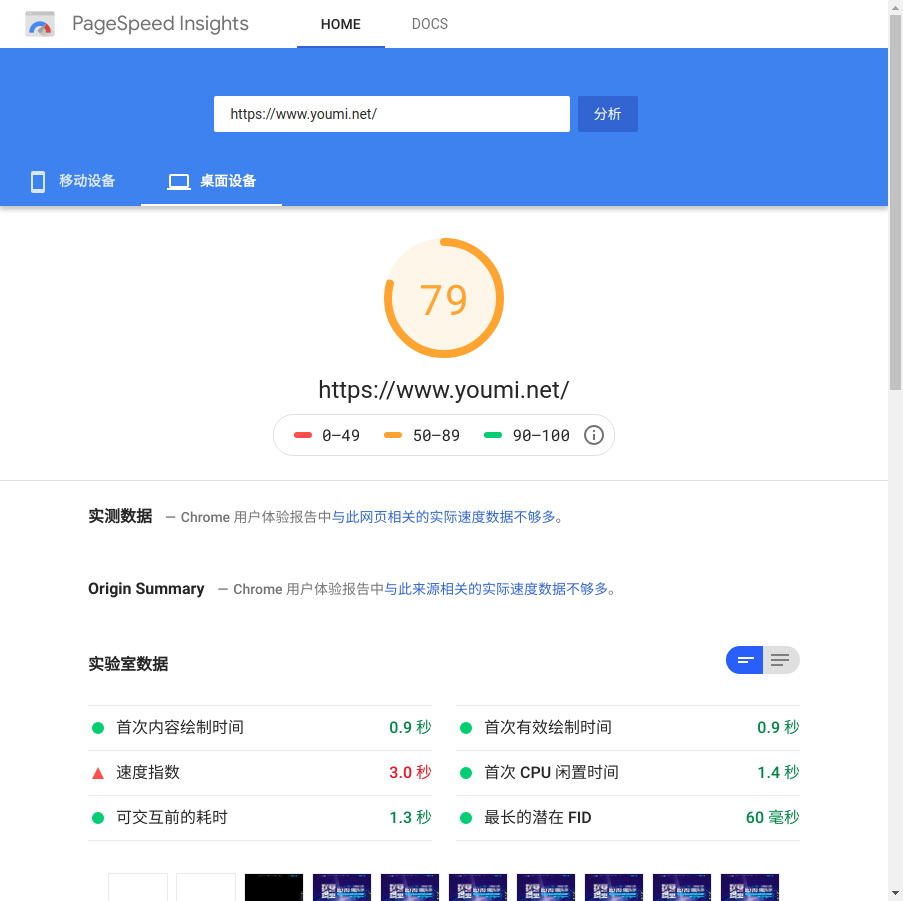 PageSpeed Insights
HOME
DOCS
https://www.youmi.net/
分析
移动设备
桌面设备
79
https://www.youmi.net/
0–49
50–89
90–100
实测数据 — Chrome 用户体验报告中与此网页相关的实际速度数据不够多。
Origin Summary — Chrome 用户体验报告中与此来源相关的实际速度数据不够多。
实验室数据
首次内容绘制时间 0.9 秒
首次有效绘制时间 0.9 秒
速度指数 3.0 秒
首次 CPU 闲置时间 1.4 秒
可交互前的耗时 1.3 秒
最长的潜在 FID 60 毫秒